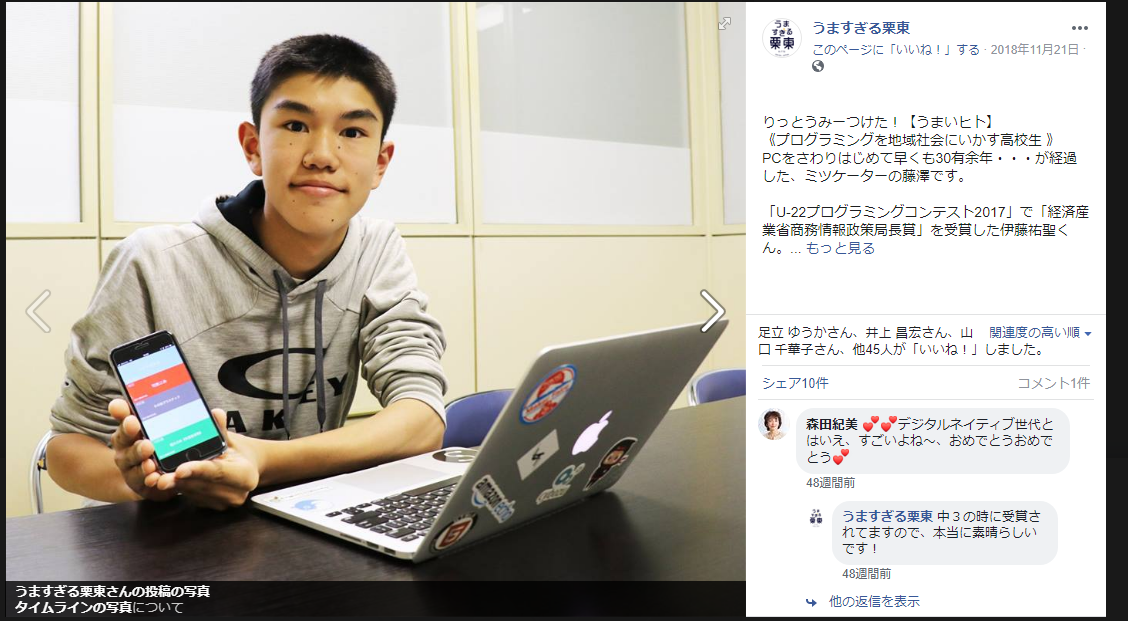 うますぎる栗東
このページに「いいね！」する · 2018年11月21日 ·
うま
すぎる
栗東
りっとうみーつけた！【うまいヒト】
《プログラミングを地域社会にいかす高校生 》
PCをさわりはじめて早くも30有余年・・・が経過
した、ミツケーターの藤澤です。
「U-22プログラミングコンテスト2017」で「経済産
業省商務情報政策局長賞」を受賞した伊藤祐聖く
ん。... もっと見る
足立 ゆうかさん、井上 昌宏さん、山
口 千華子さん、他45人が「いいね！」しました。
関連度の高い順
シェア10件
コメント1件
森田紀美 💕💕デジタルネイティブ世代と
はいえ、すごいよね〜、おめでとうおめで
とう💕
48週間前
うますぎる栗東 中３の時に受賞さ
れてますので、本当に素晴らしい
です！
48週間前
他の返信を表示
OAKLEY
うますぎる栗東さんの投稿の写真
タイムラインの写真について